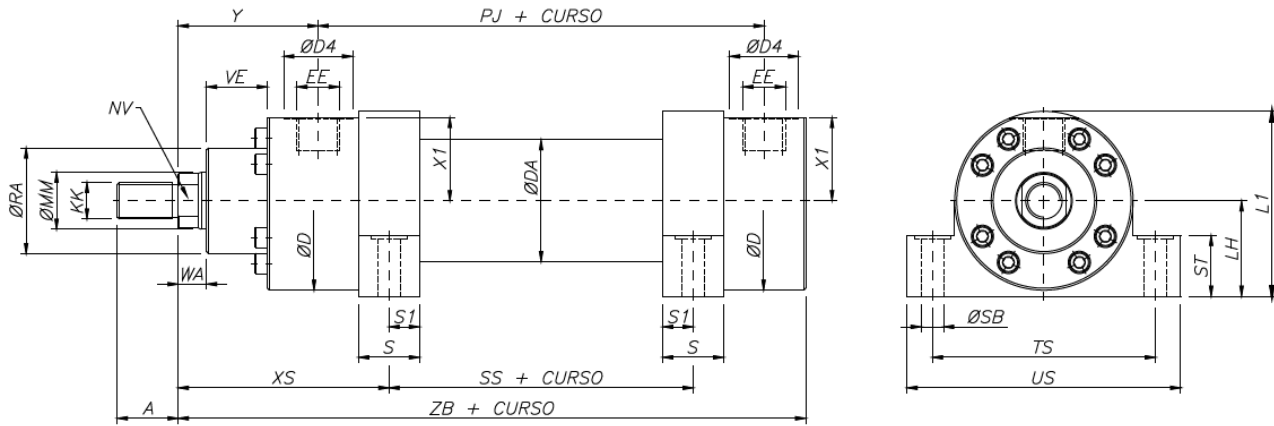 Y
PJ + CURSO
ØD4
ØD4
VE
EE
EE
NV
X1
X1
ØRA
ØMM
KK
ØDA
ØD
ØD
L1
LH
ST
WA
S1
S1
S
S
ØSB
TS
XS
SS + CURSO
US
A
ZB + CURSO